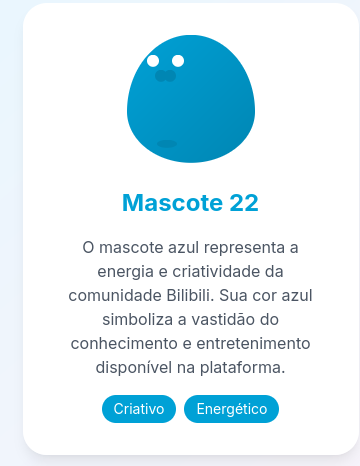 Mascote 22
O mascote azul representa a
energia e criatividade da
comunidade Bilibili. Sua cor azul
simboliza a vastidão do
conhecimento e entretenimento
disponível na plataforma.
Criativo Energético